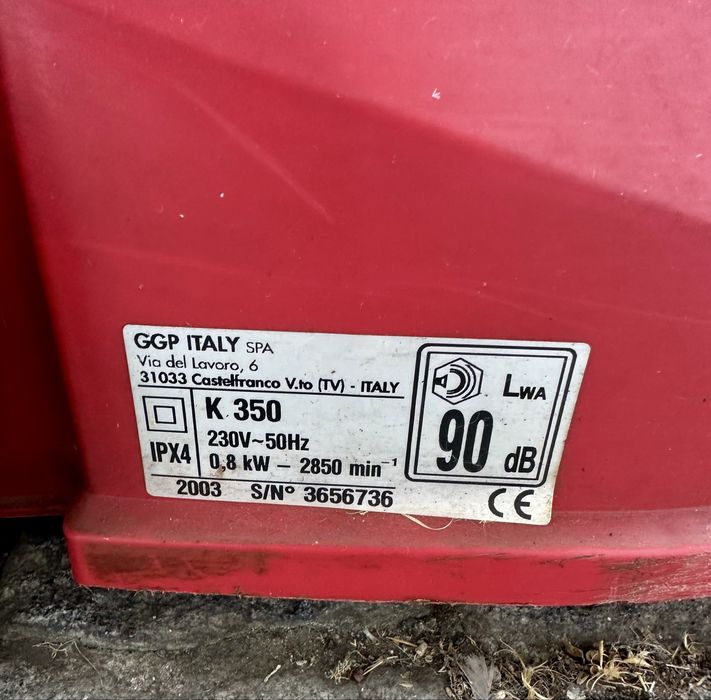 GGP ITALY SPA
Via del Lavoro, 6
31033 Castelfranco V.to (TV) - ITALY
IPX4
K 350
230V~50Hz
0,8 kW – 2850 min⁻¹
2003 S/N° 3656736
LWA
90 dB
CE